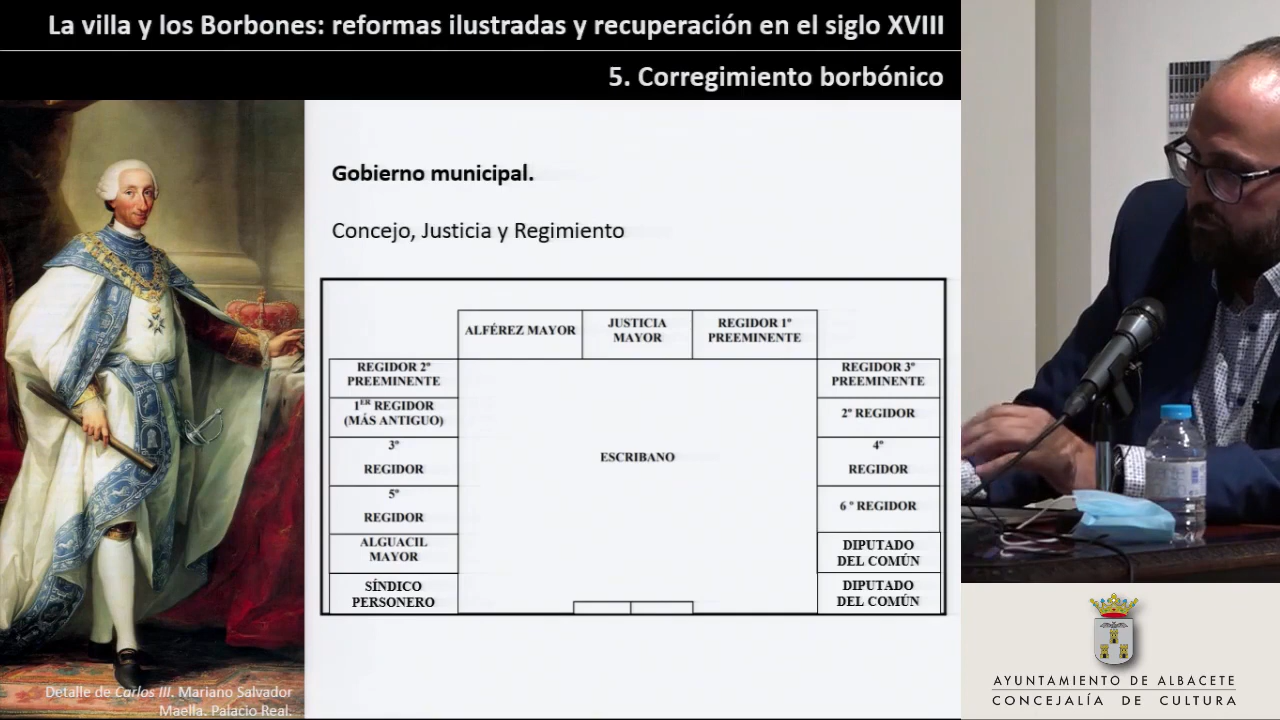 La villa y los Borbones: reformas ilustradas y recuperación en el siglo XVIII
5. Corregimiento borbónico
Gobierno municipal.
Concejo, Justicia y Regimiento
ALFÉREZ MAYOR
JUSTICIA
MAYOR
REGIDOR 1º
PREEMINENTE
REGIDOR 2º
PREEMINENTE
REGIDOR 3º
PREEMINENTE
1ER REGIDOR
(MÁS ANTIGUO)
2º REGIDOR
3º
REGIDOR
ESCRIBANO
4º
REGIDOR
5º
REGIDOR
6 º REGIDOR
ALGUACIL
MAYOR
DIPUTADO
DEL COMÚN
SÍNDICO
PERSONERO
DIPUTADO
DEL COMÚN
Detalle de Carlos III. Mariano Salvador
Maella. Palacio Real.
AYUNTAMIENTO DE ALBACETE
CONCEJALÍA DE CULTURA